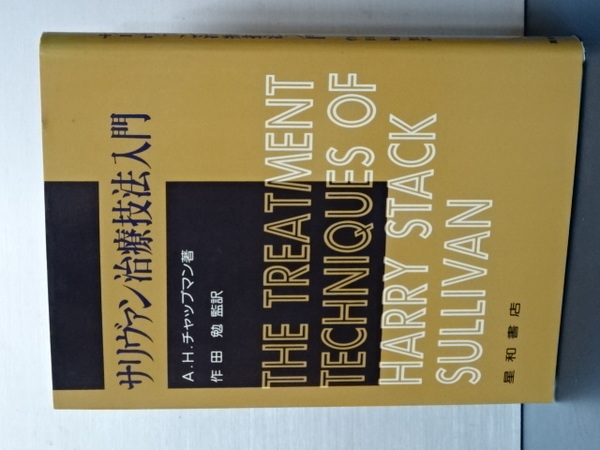 サリヴァン治療技法入門
A.H.チャップマン著
作田 勉 監訳
THE TREATMENT
TECHNIQUES OF
HARRY STACK
SULLIVAN
星和書店